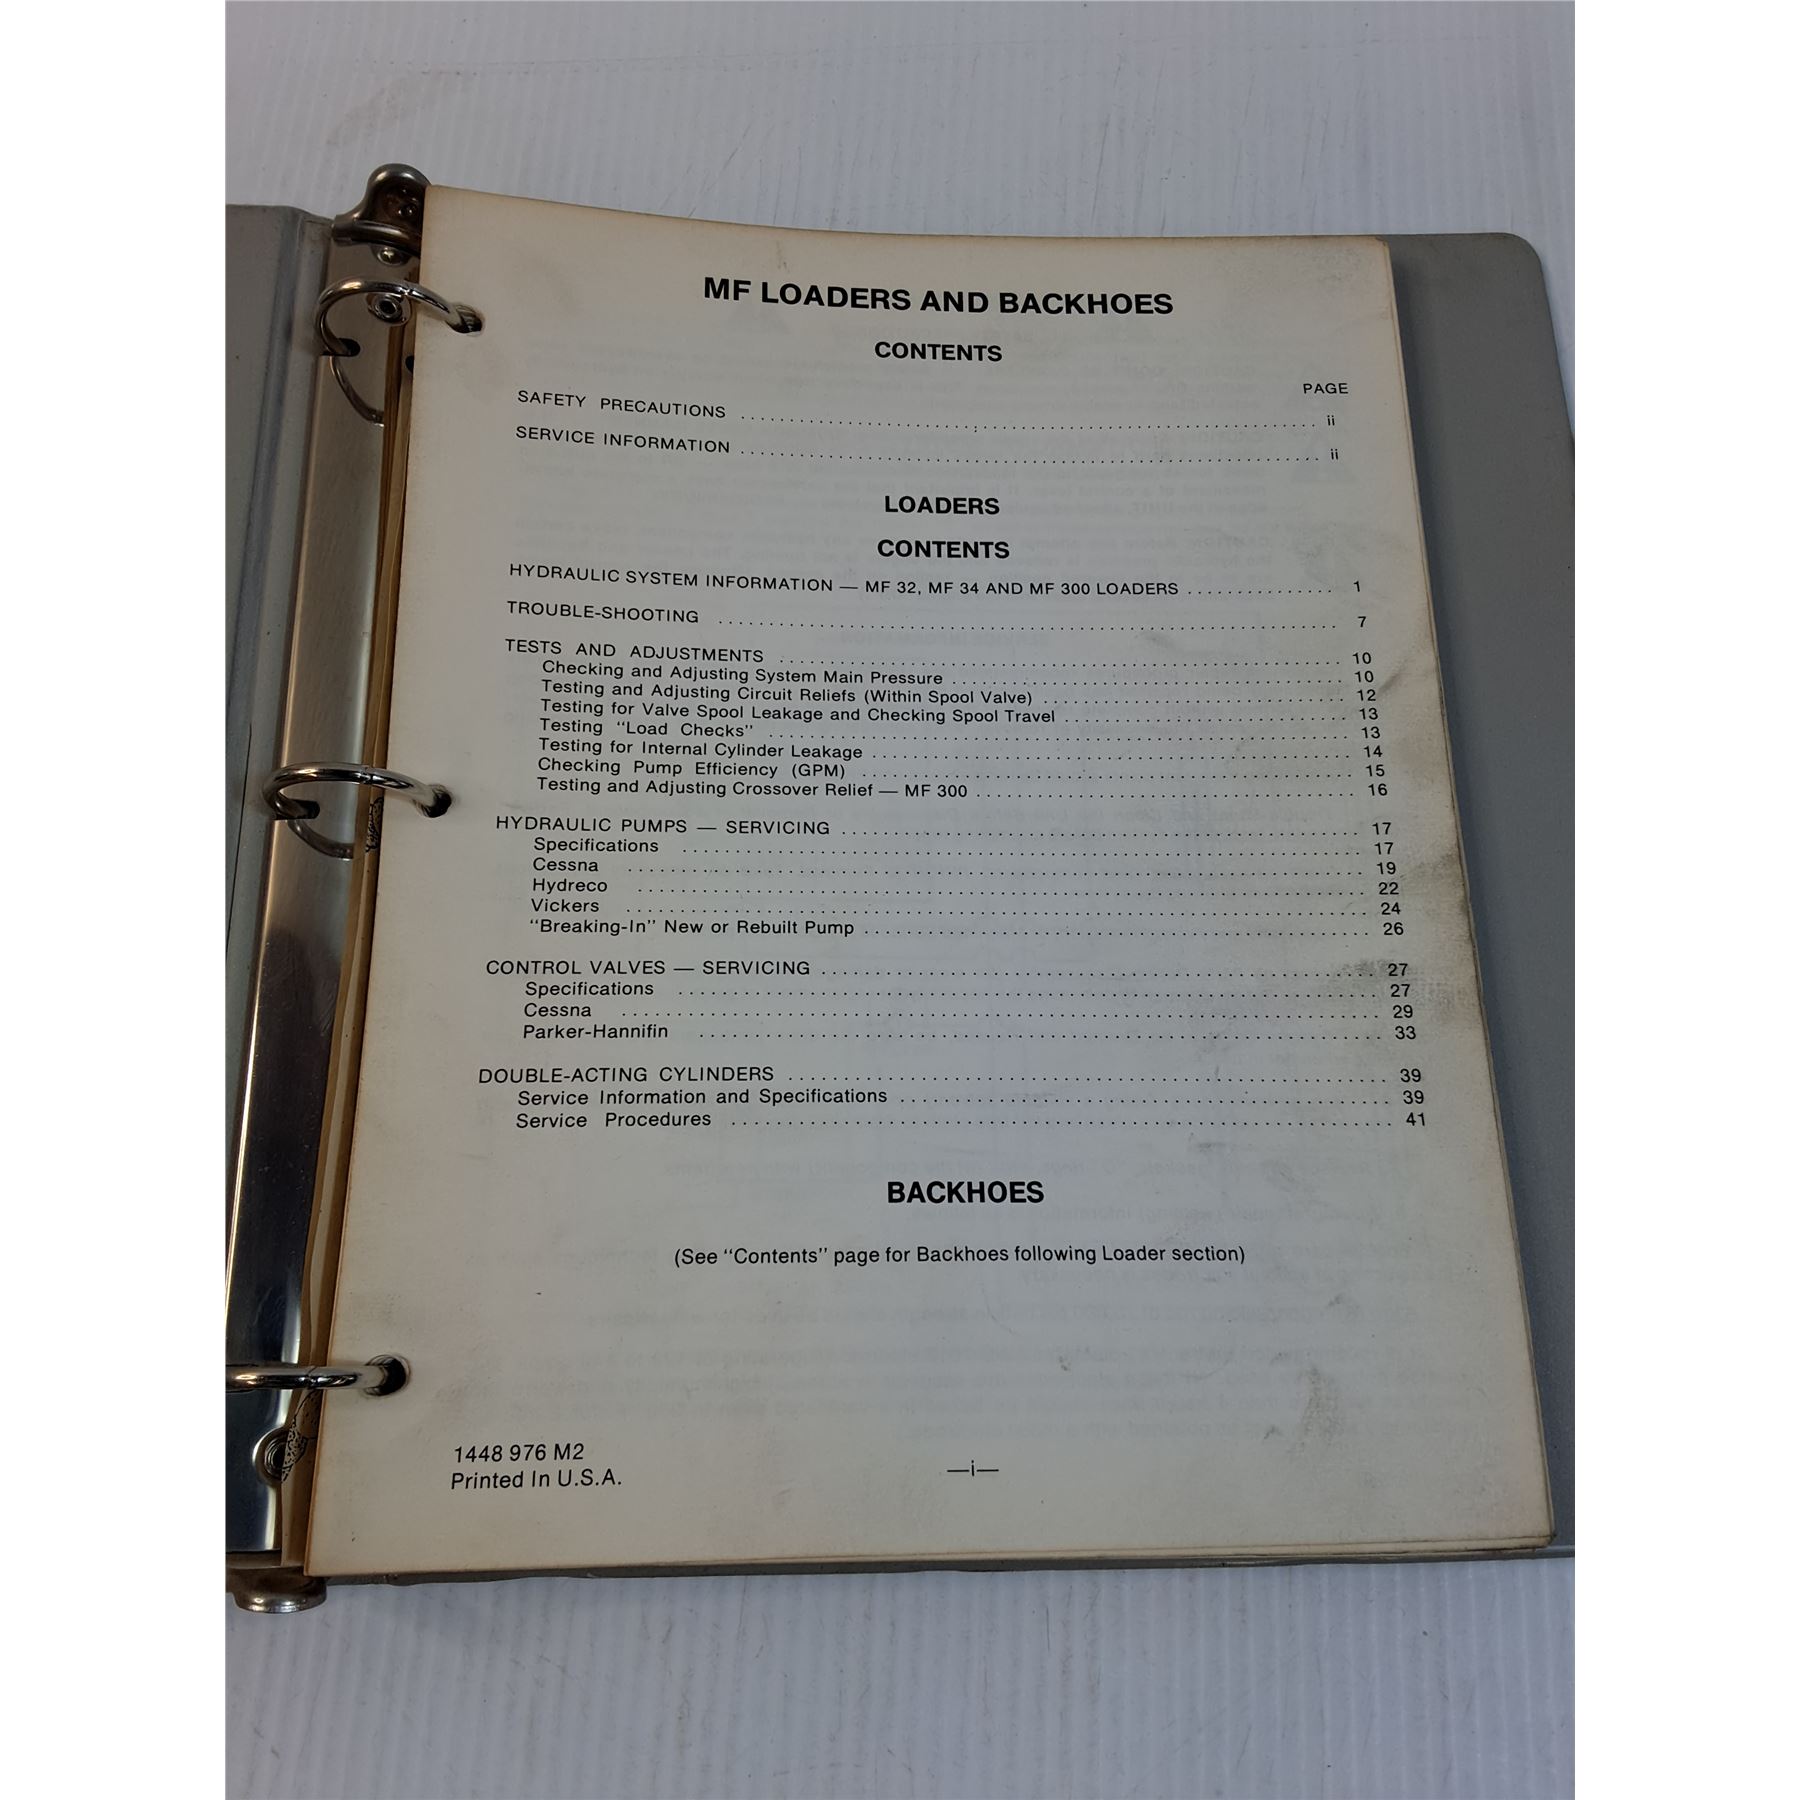 MF LOADERS AND BACKHOES
CONTENTS
PAGE
SAFETY PRECAUTIONS ........ ii
SERVICE INFORMATION ........ ii
LOADERS
CONTENTS
HYDRAULIC SYSTEM INFORMATION — MF 32, MF 34 AND MF 300 LOADERS ........ 1
TROUBLE-SHOOTING ........ 7
TESTS AND ADJUSTMENTS ........ 10
Checking and Adjusting System Main Pressure ........ 10
Testing and Adjusting Circuit Reliefs (Within Spool Valve) ........ 12
Testing for Valve Spool Leakage and Checking Spool Travel ........ 13
Testing "Load Checks" ........ 13
Testing for Internal Cylinder Leakage ........ 14
Checking Pump Efficiency (GPM) ........ 15
Testing and Adjusting Crossover Relief — MF 300 ........ 16
HYDRAULIC PUMPS — SERVICING ........ 17
Specifications ........ 17
Cessna ........ 19
Hydreco ........ 22
Vickers ........ 24
"Breaking-In" New or Rebuilt Pump ........ 26
CONTROL VALVES — SERVICING ........ 27
Specifications ........ 27
Cessna ........ 29
Parker-Hannifin ........ 33
DOUBLE-ACTING CYLINDERS ........ 39
Service Information and Specifications ........ 39
Service Procedures ........ 41
BACKHOES
(See "Contents" page for Backhoes following Loader section)
1448 976 M2
Printed In U.S.A.
—i—